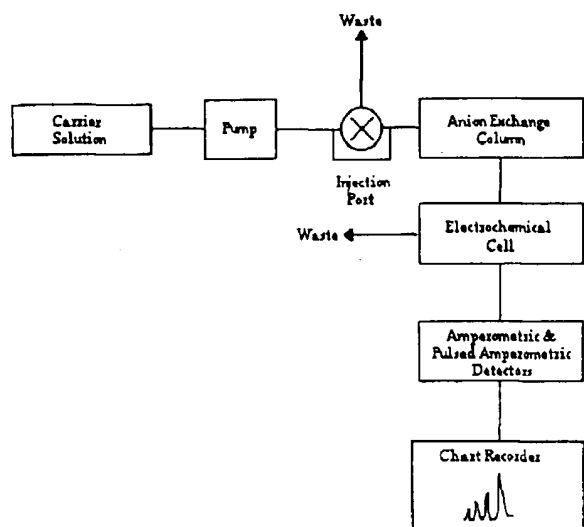 Waste
Carrier
Solution
Pump
Anion Exchange
Column
Injection
Port
Waste
Electrochemical
Cell
Amperometric &
Pulsed Amperometric
Detectors
Chart Recorder